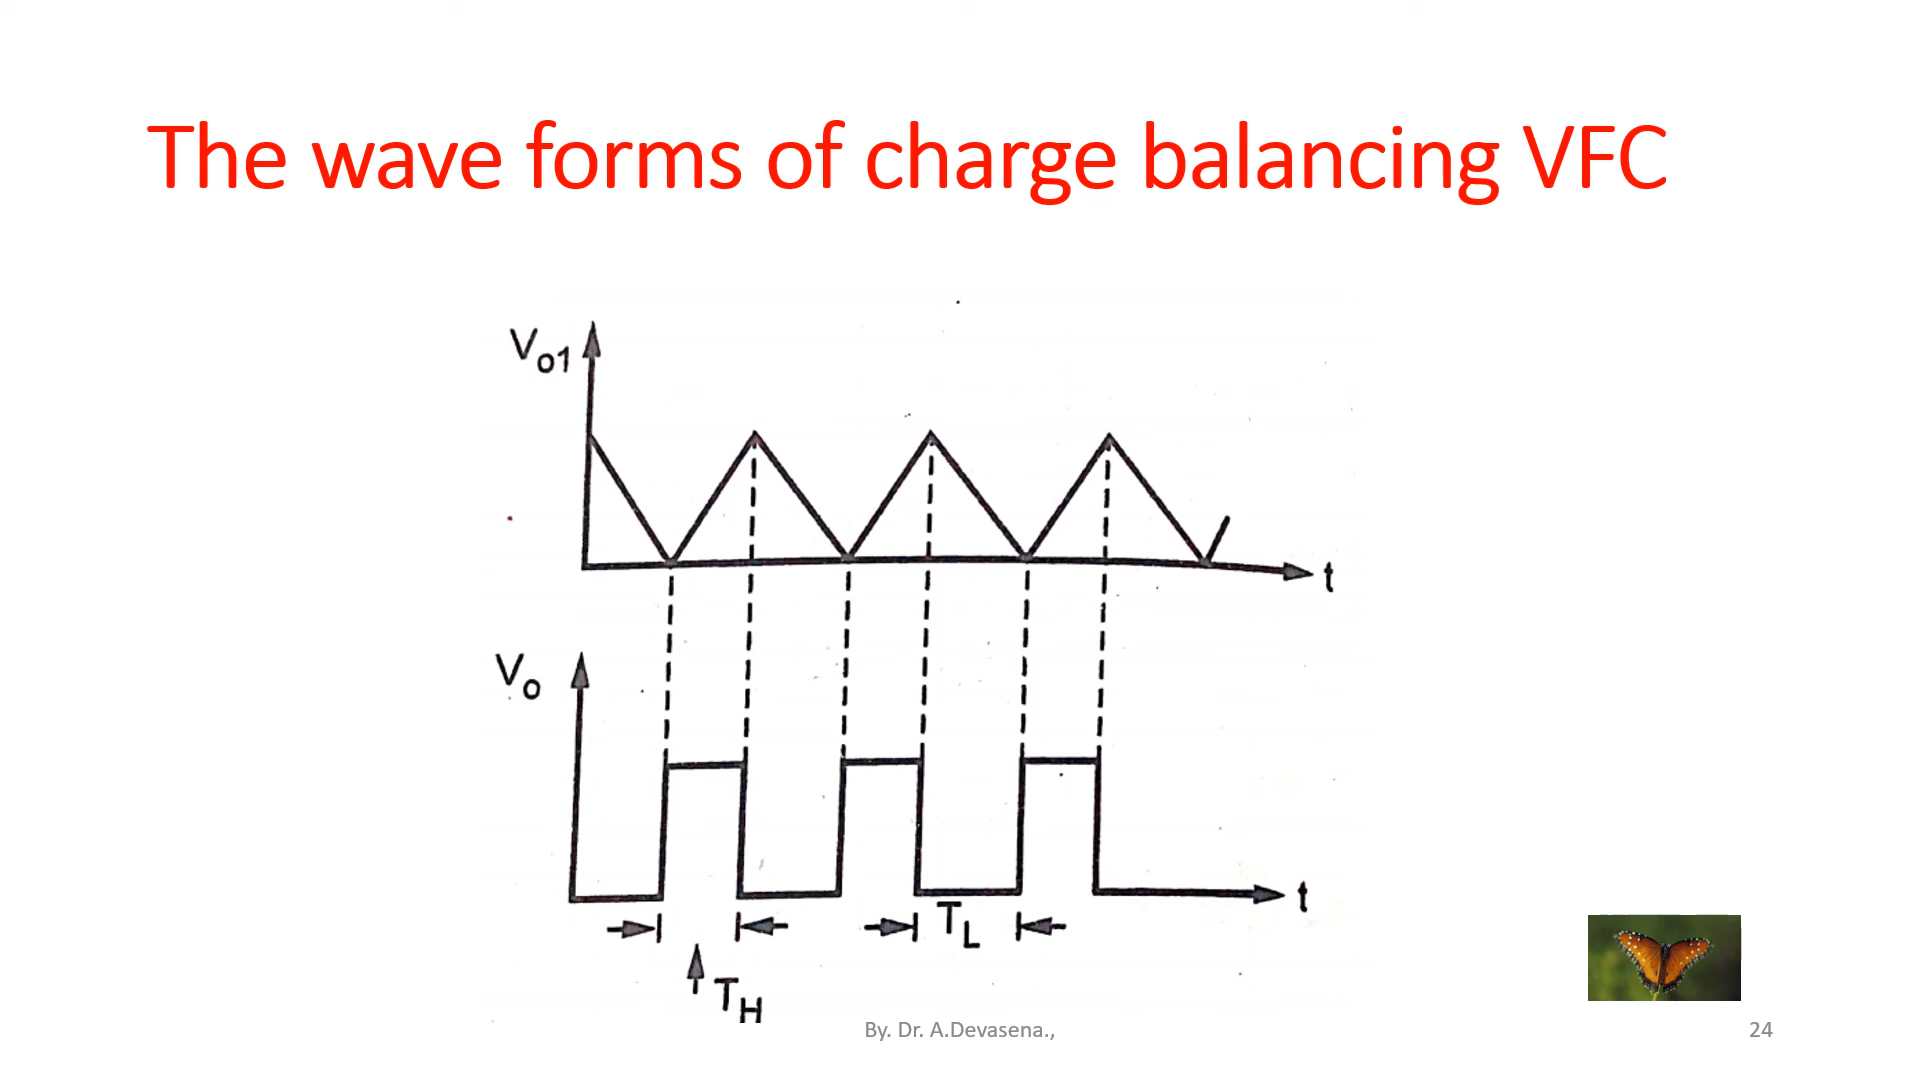 The wave forms of charge balancing VFC
Vo1
t
Vo
t
TL
TH
By. Dr. A.Devasena.,
24